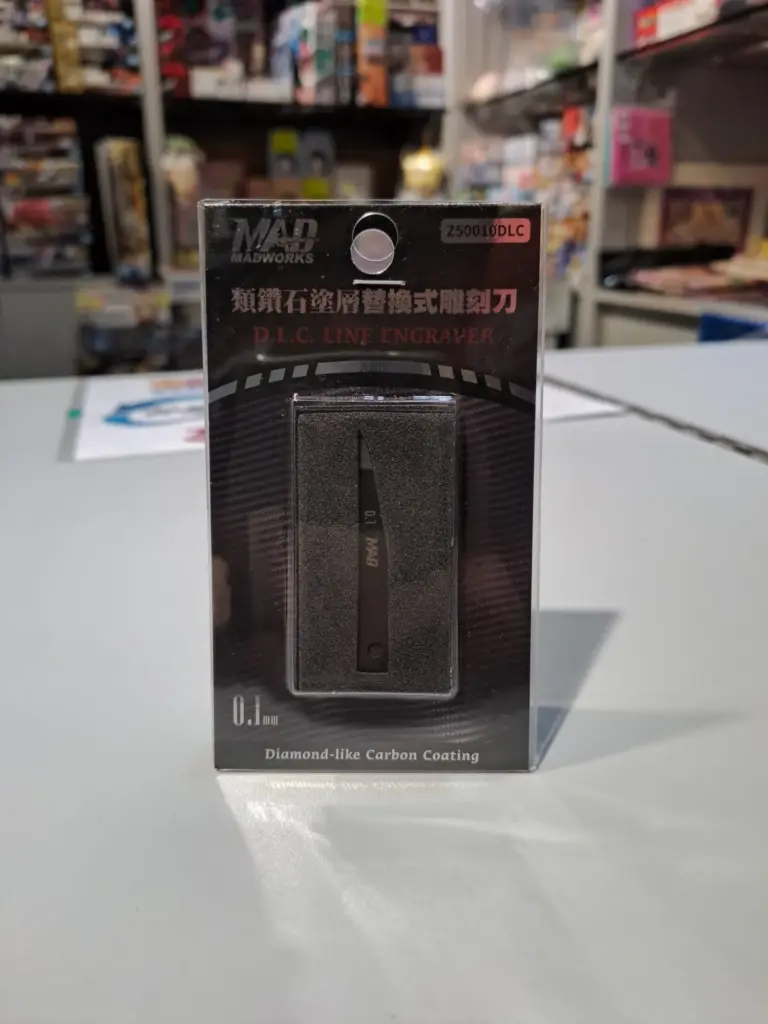 MAD
MADWORKS
Z50010DLC
類鑽石塗層替換式雕刻刀
D.L.C. LINE ENGRAVER
0.1 MAD
0.1mm
Diamond-like Carbon Coating